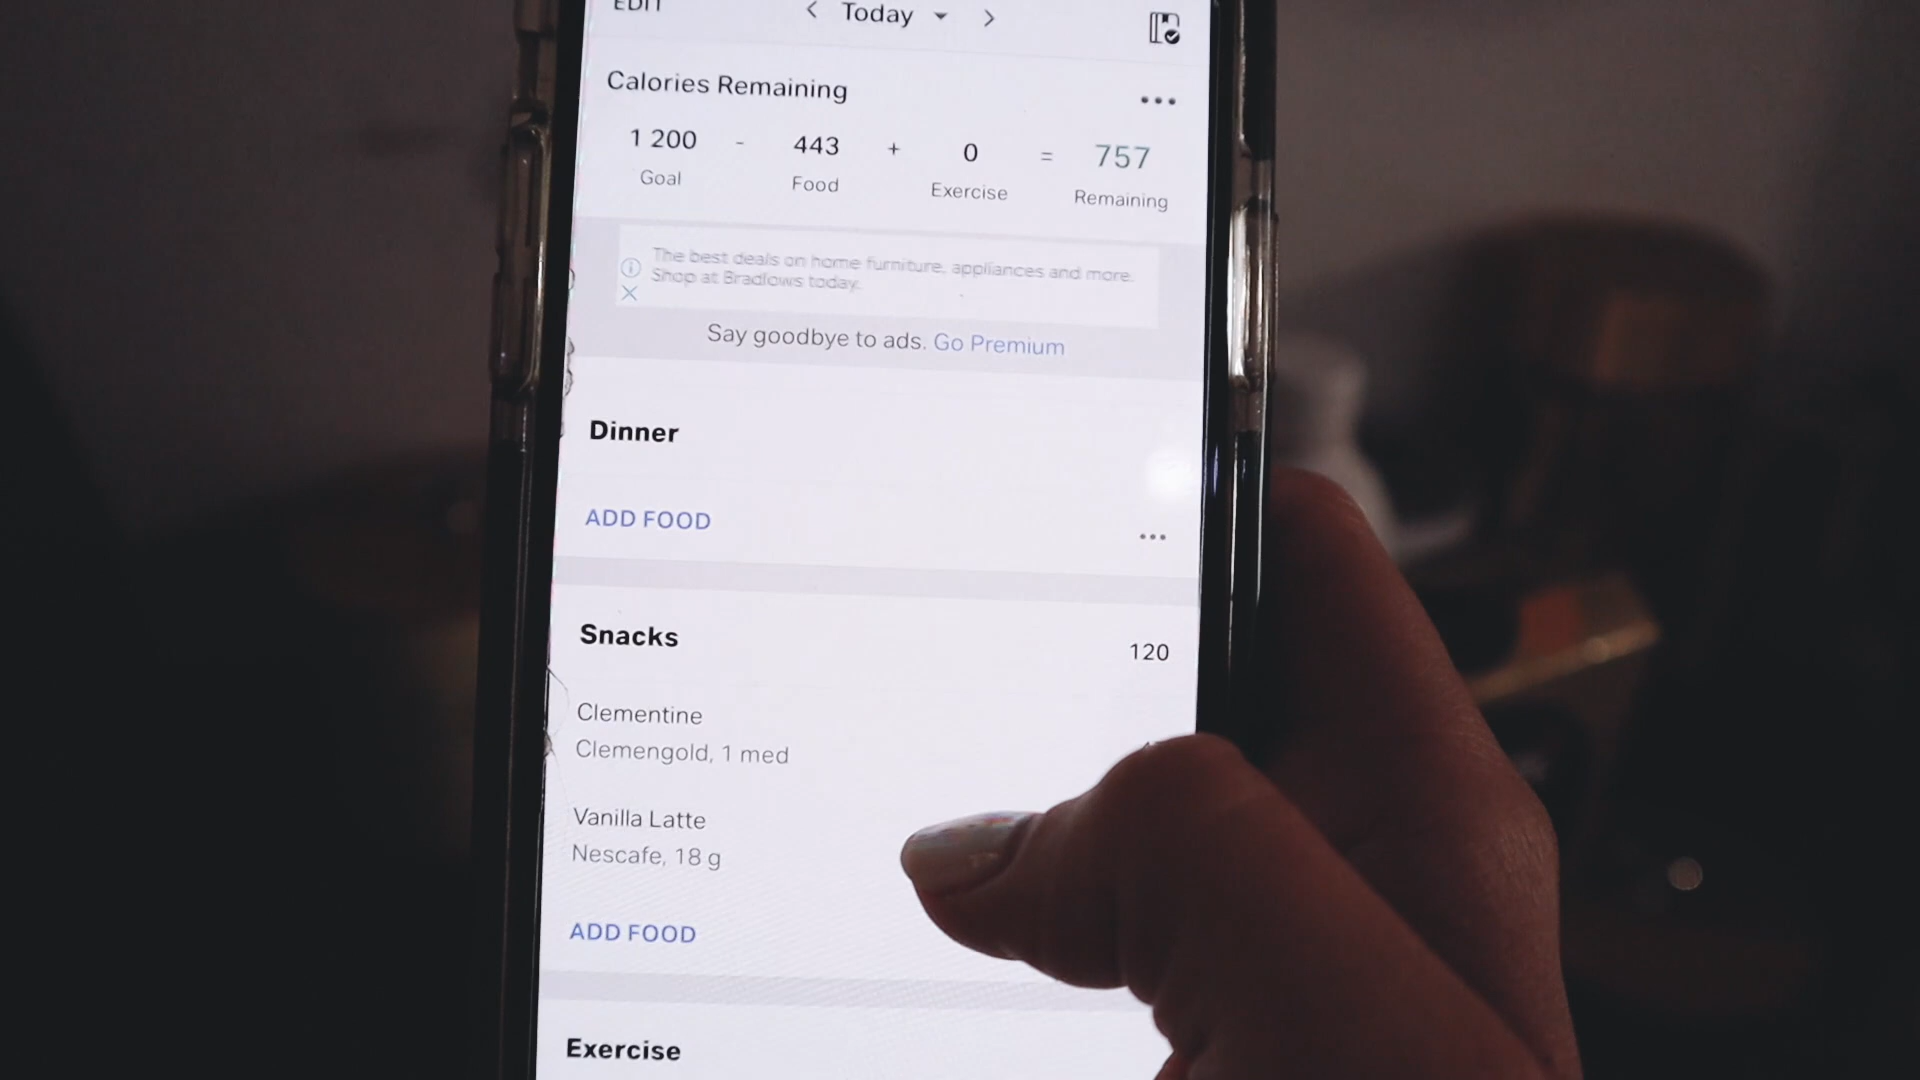 EDIT
Today
Calories Remaining
1 200 - 443 + 0 = 757
Goal Food Exercise Remaining
The best deals on home furniture, appliances and more.
Shop at Bradlows today.
Say goodbye to ads. Go Premium
Dinner
ADD FOOD
Snacks 120
Clementine
Clemengold, 1 med
Vanilla Latte
Nescafe, 18 g
ADD FOOD
Exercise